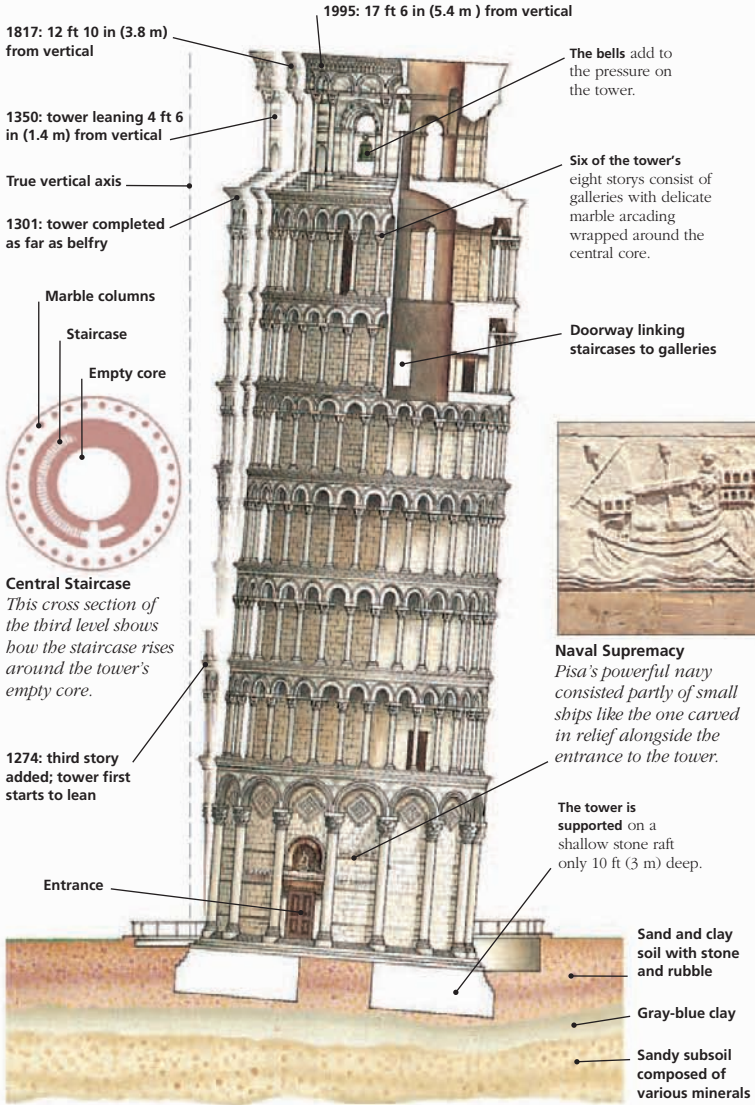 1995: 17 ft 6 in (5.4 m ) from vertical
1817: 12 ft 10 in (3.8 m)
from vertical
The bells add to
the pressure on
the tower.
1350: tower leaning 4 ft 6
in (1.4 m) from vertical
True vertical axis
Six of the tower's
eight storys consist of
galleries with delicate
marble arcading
wrapped around the
central core.
1301: tower completed
as far as belfry
Marble columns
Staircase
Empty core
Doorway linking
staircases to galleries
Central Staircase
This cross section of
the third level shows
how the staircase rises
around the tower's
empty core.
Naval Supremacy
Pisa's powerful navy
consisted partly of small
ships like the one carved
in relief alongside the
entrance to the tower.
1274: third story
added; tower first
starts to lean
The tower is
supported on a
shallow stone raft
only 10 ft (3 m) deep.
Entrance
Sand and clay
soil with stone
and rubble
Gray-blue clay
Sandy subsoil
composed of
various minerals